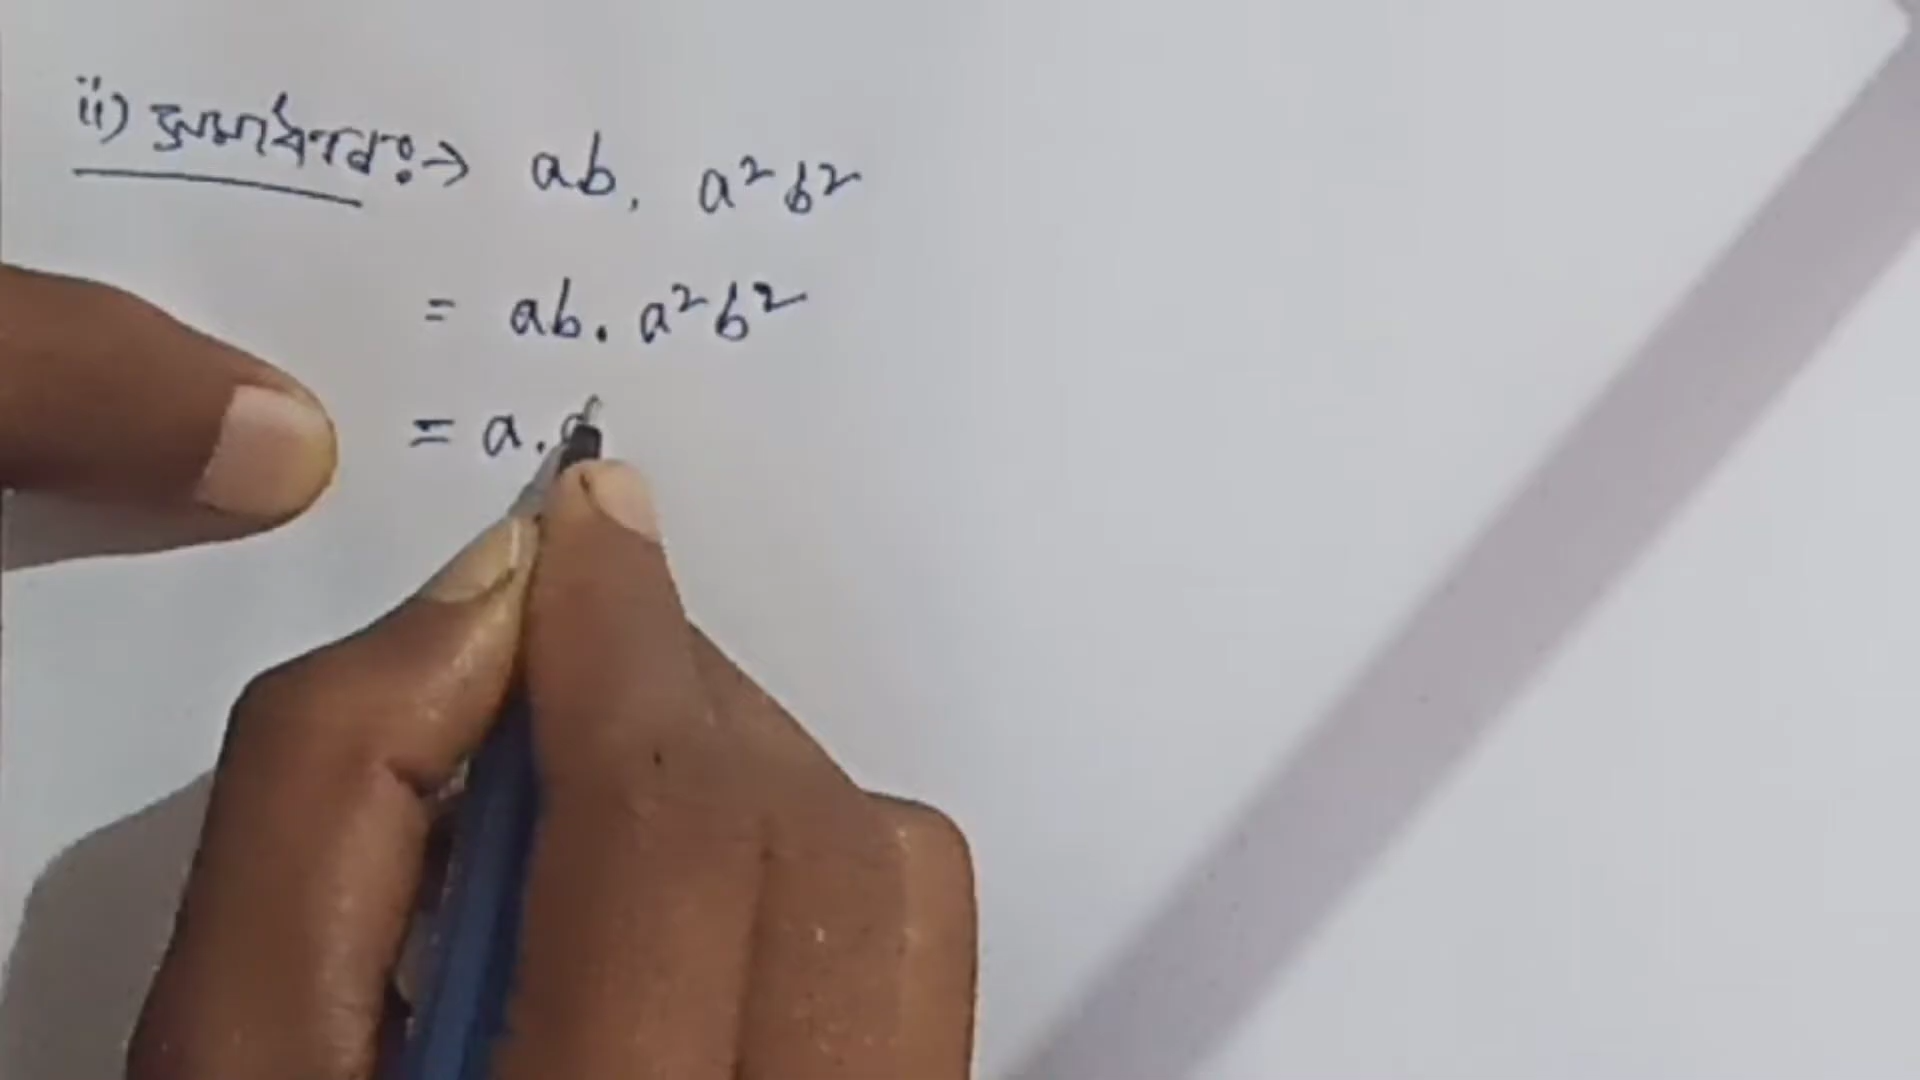 ii) সমাধান ঃ→ ab, a²b²
= ab . a²b²
= a . a